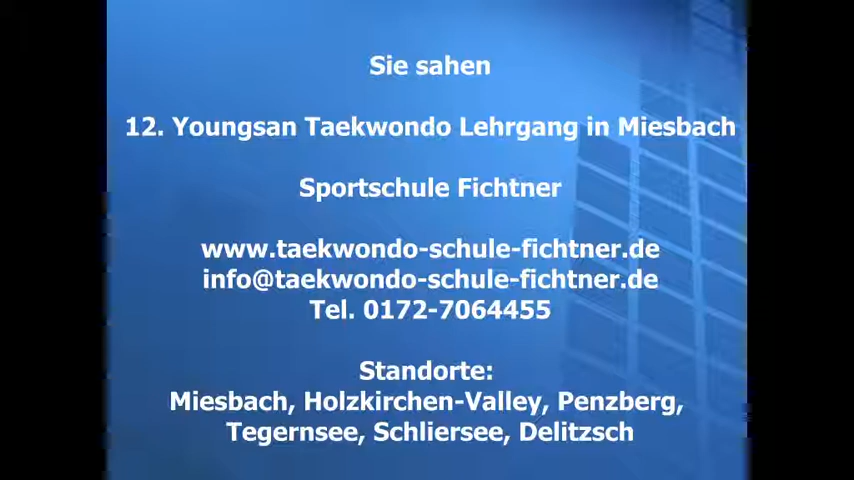 Sie sahen
12. Youngsan Taekwondo Lehrgang in Miesbach
Sportschule Fichtner
www.taekwondo-schule-fichtner.de
info@taekwondo-schule-fichtner.de
Tel. 0172-7064455
Standorte:
Miesbach, Holzkirchen-Valley, Penzberg,
Tegernsee, Schliersee, Delitzsch